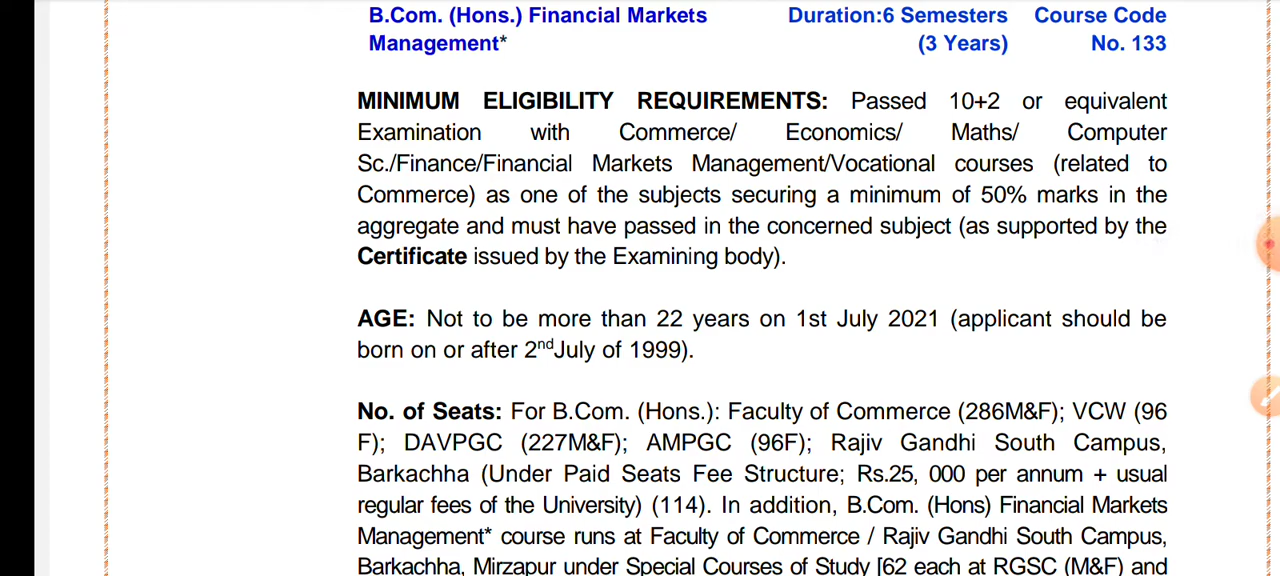 B.Com. (Hons.) Financial Markets Duration:6 Semesters Course Code
Management* (3 Years) No. 133
MINIMUM ELIGIBILITY REQUIREMENTS: Passed 10+2 or equivalent
Examination with Commerce/ Economics/ Maths/ Computer
Sc./Finance/Financial Markets Management/Vocational courses (related to
Commerce) as one of the subjects securing a minimum of 50% marks in the
aggregate and must have passed in the concerned subject (as supported by the
Certificate issued by the Examining body).
AGE: Not to be more than 22 years on 1st July 2021 (applicant should be
born on or after 2nd July of 1999).
No. of Seats: For B.Com. (Hons.): Faculty of Commerce (286M&F); VCW (96
F); DAVPGC (227M&F); AMPGC (96F); Rajiv Gandhi South Campus,
Barkachha (Under Paid Seats Fee Structure; Rs.25, 000 per annum + usual
regular fees of the University) (114). In addition, B.Com. (Hons) Financial Markets
Management* course runs at Faculty of Commerce / Rajiv Gandhi South Campus,
Barkachha, Mirzapur under Special Courses of Study [62 each at RGSC (M&F) and